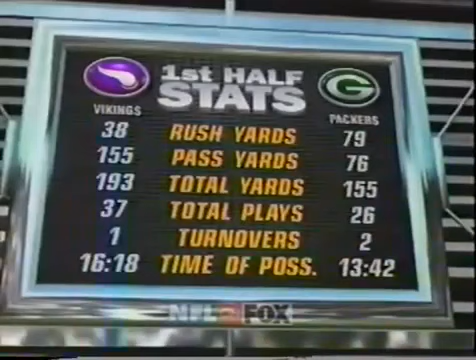 1st HALF
STATS
VIKINGS G PACKERS
38 RUSH YARDS 79
155 PASS YARDS 76
193 TOTAL YARDS 155
37 TOTAL PLAYS 26
1 TURNOVERS 2
16:18 TIME OF POSS. 13:42
NFL FOX